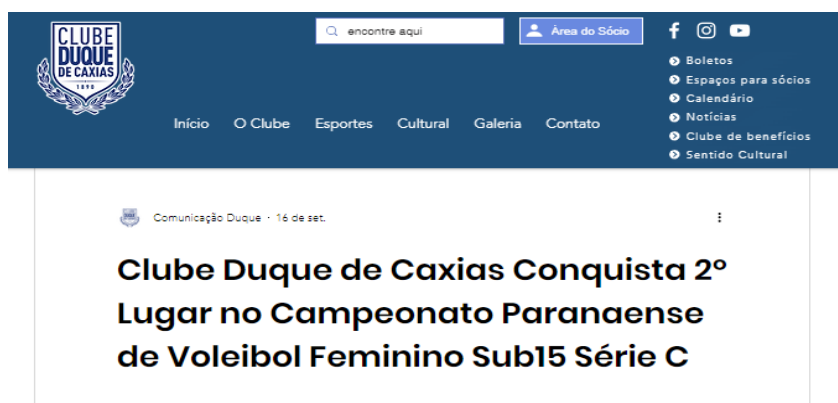 CLUBE
DUQUE
DE CAXIAS
1890
encontre aqui
Área do Sócio
Boletos
Espaços para sócios
Calendário
Notícias
Clube de benefícios
Sentido Cultural
Início O Clube Esportes Cultural Galeria Contato
Comunicação Duque · 16 de set.
Clube Duque de Caxias Conquista 2º
Lugar no Campeonato Paranaense
de Voleibol Feminino Sub15 Série C